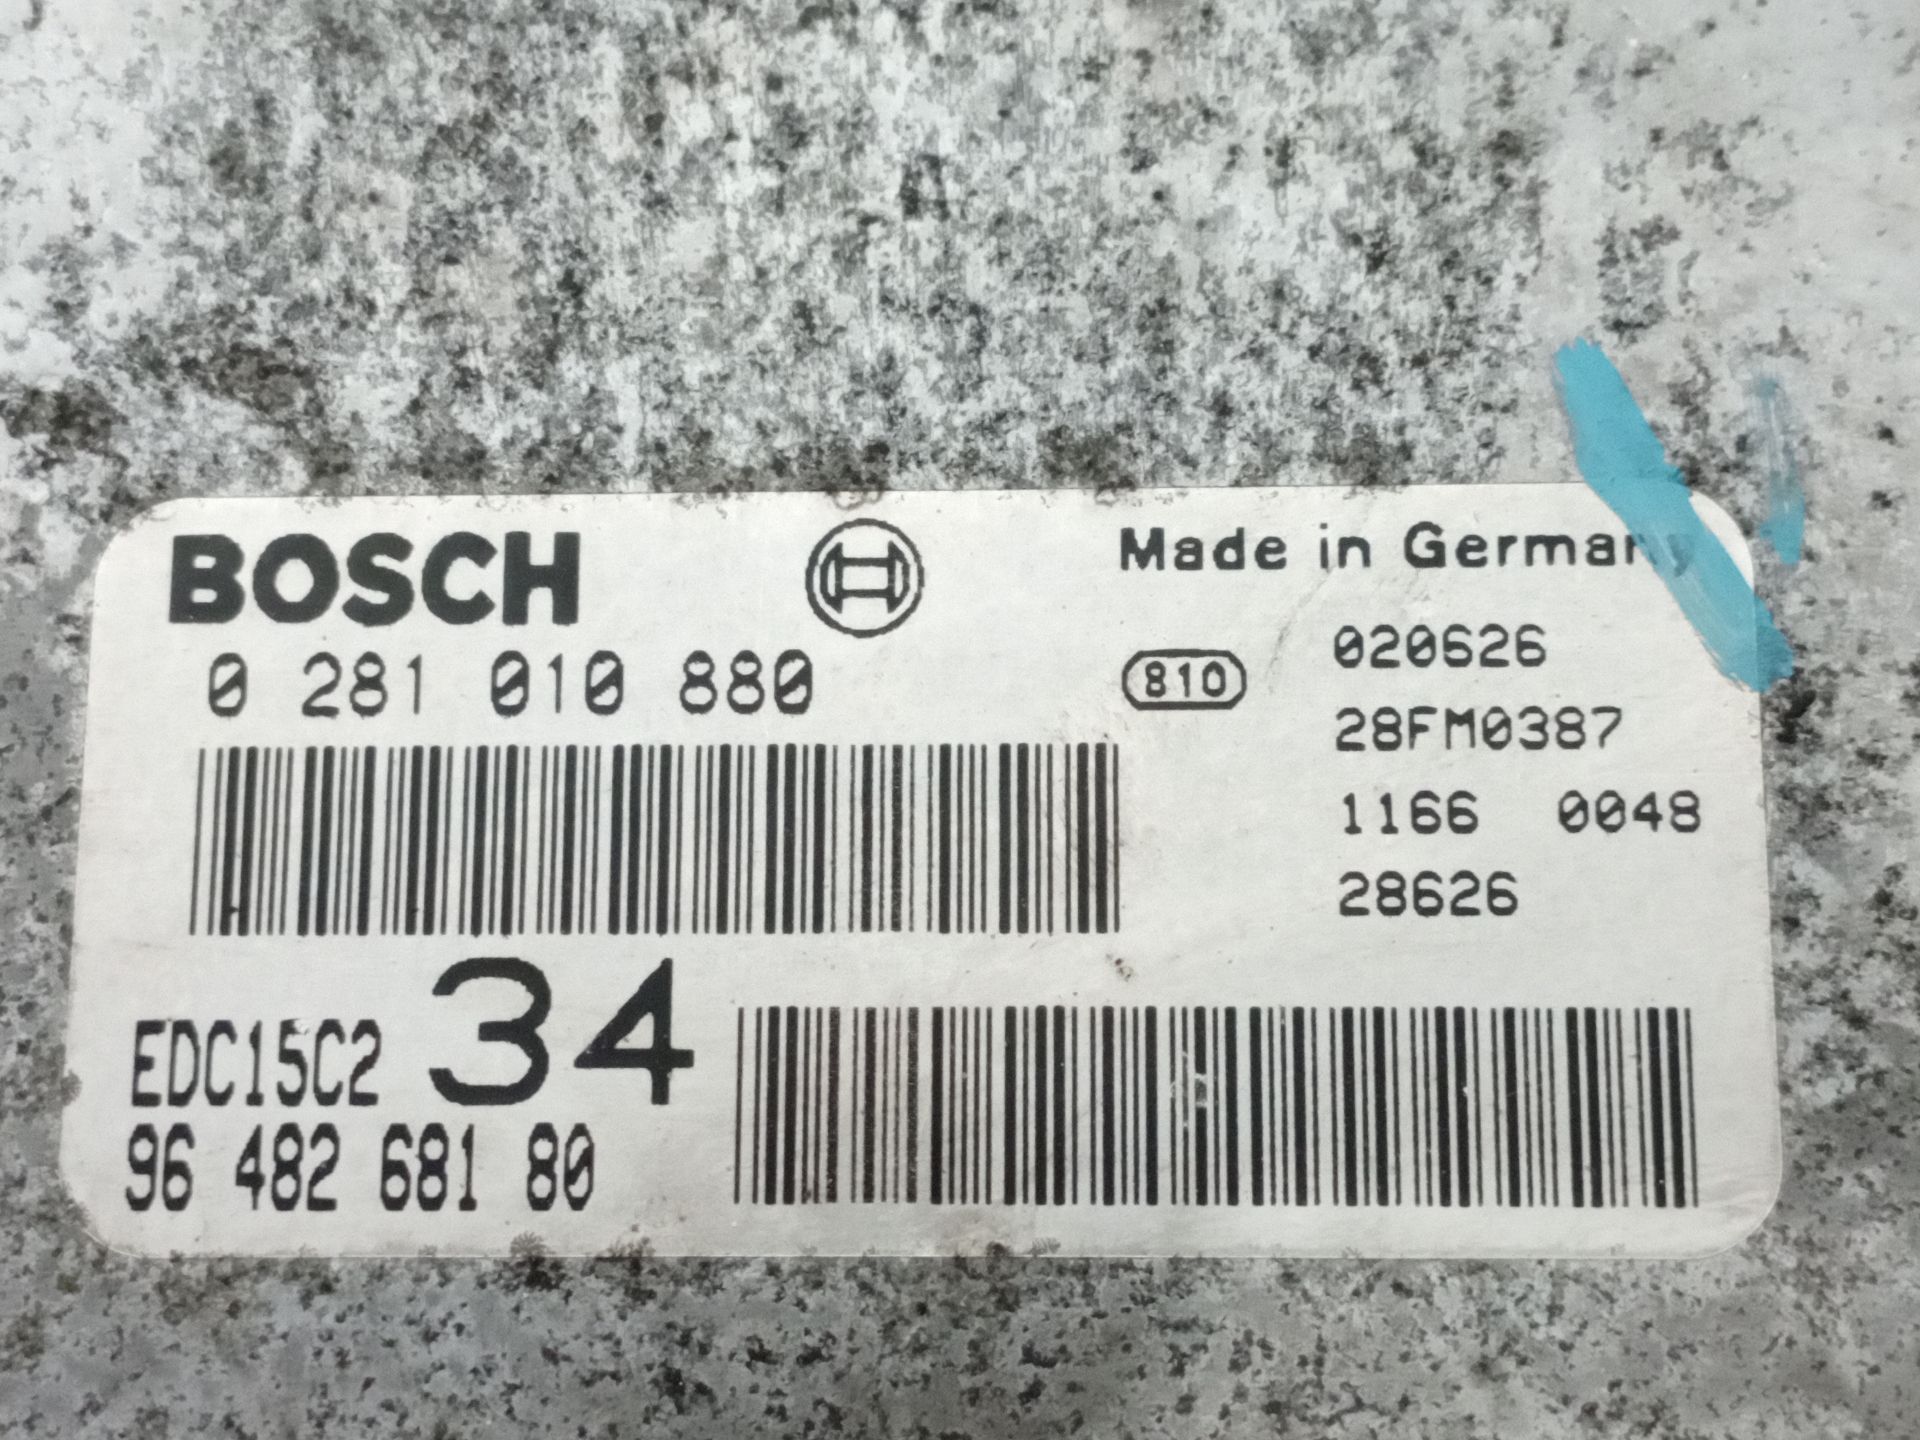 BOSCH
Made in Germany
0 281 010 880
810
020626
28FM0387
1166 0048
28626
EDC15C2 34
96 482 681 80